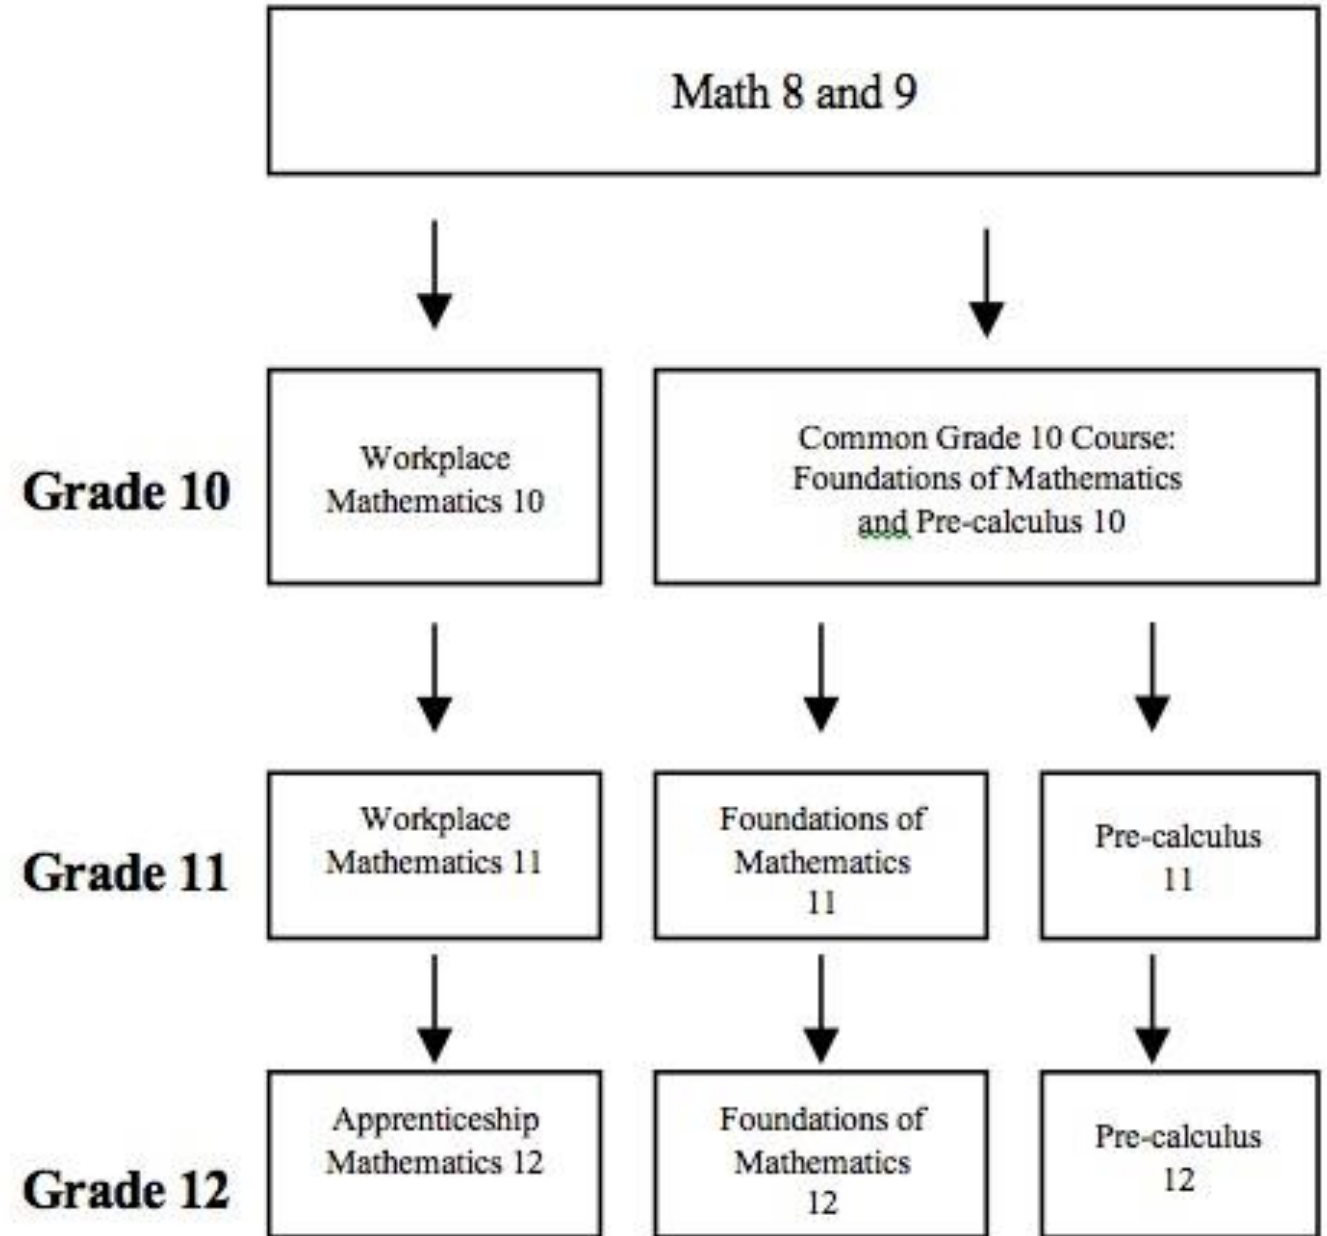 Math 8 and 9
Grade 10
Workplace
Mathematics 10
Common Grade 10 Course:
Foundations of Mathematics
and Pre-calculus 10
Grade 11
Workplace
Mathematics 11
Foundations of
Mathematics
11
Pre-calculus
11
Grade 12
Apprenticeship
Mathematics 12
Foundations of
Mathematics
12
Pre-calculus
12